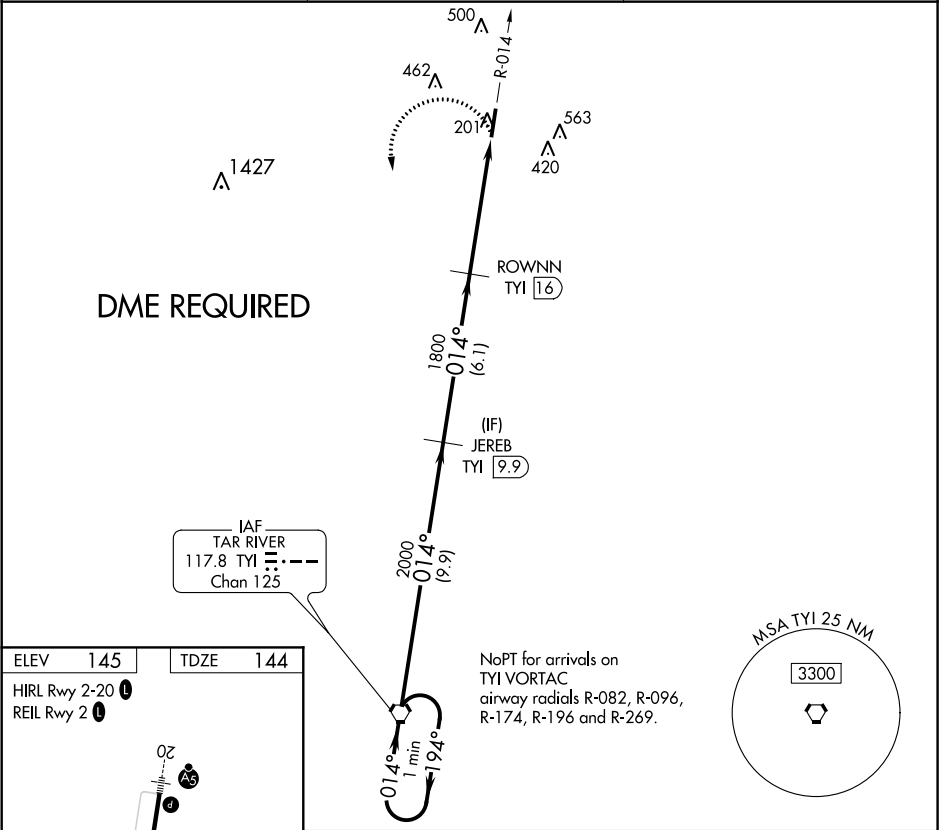 500
R-014
462
201
563
420
1427
ROWNN
TYI 16
DME REQUIRED
1800
014°
(6.1)
(IF)
JEREB
TYI 9.9
IAF
TAR RIVER
117.8 TYI
Chan 125
2000
014°
(9.9)
MSA TYI 25 NM
3300
NoPT for arrivals on
TYI VORTAC
airway radials R-082, R-096,
R-174, R-196 and R-269.
014°
1 min
194°
ELEV 145
TDZE 144
HIRL Rwy 2-20 L
REIL Rwy 2 L
20
A5
P